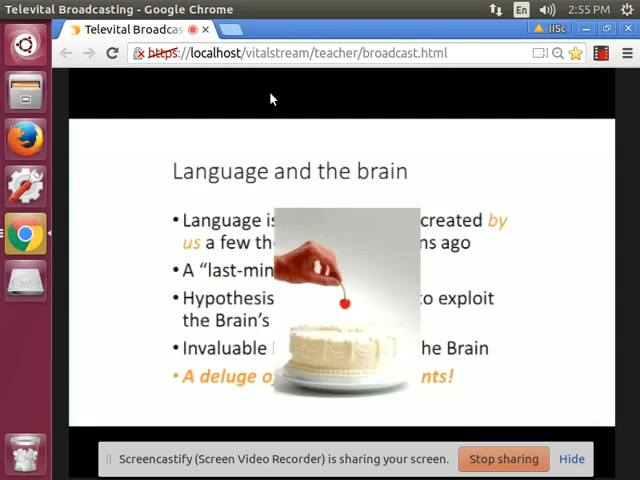 Televital Broadcasting - Google Chrome
En
2:55 PM
Televital Broadcas
IISc
https://localhost/vitalstream/teacher/broadcast.html
Language and the brain
• Language is created by
us a few th ns ago
• A “last-min
• Hypothesis to exploit
the Brain's
• Invaluable he Brain
• A deluge o nts!
Screencastify (Screen Video Recorder) is sharing your screen.
Stop sharing
Hide